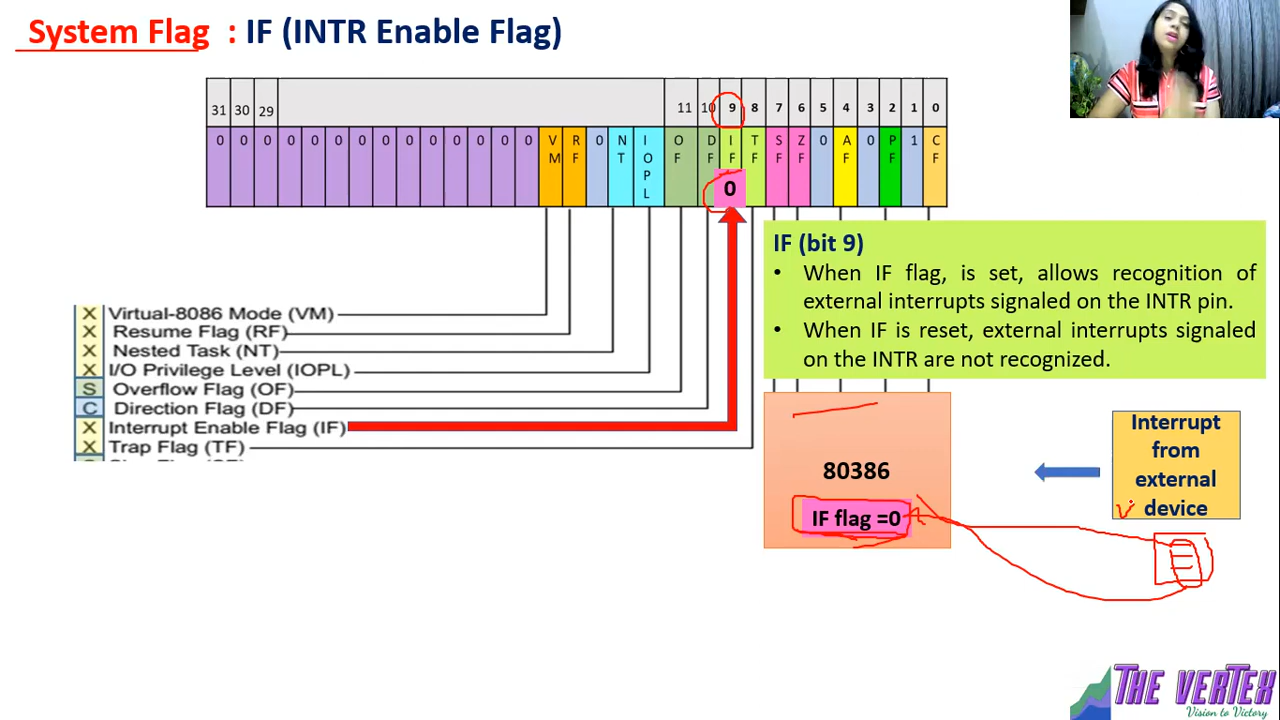 System Flag : IF (INTR Enable Flag)
31 30 29 11 10 9 8 7 6 5 4 3 2 1 0
0 0 0 0 0 0 0 0 0 0 0 0 0 0 VM RF 0 NT IOPL OF DF IF TF SF ZF 0 AF 0 PF 1 CF
0
IF (bit 9)
• When IF flag, is set, allows recognition of
external interrupts signaled on the INTR pin.
• When IF is reset, external interrupts signaled
on the INTR are not recognized.
X Virtual-8086 Mode (VM)
X Resume Flag (RF)
X Nested Task (NT)
X I/O Privilege Level (IOPL)
S Overflow Flag (OF)
C Direction Flag (DF)
X Interrupt Enable Flag (IF)
X Trap Flag (TF)
80386
IF flag =0
Interrupt
from
external
device
THE VERTEX
Vision to Victory